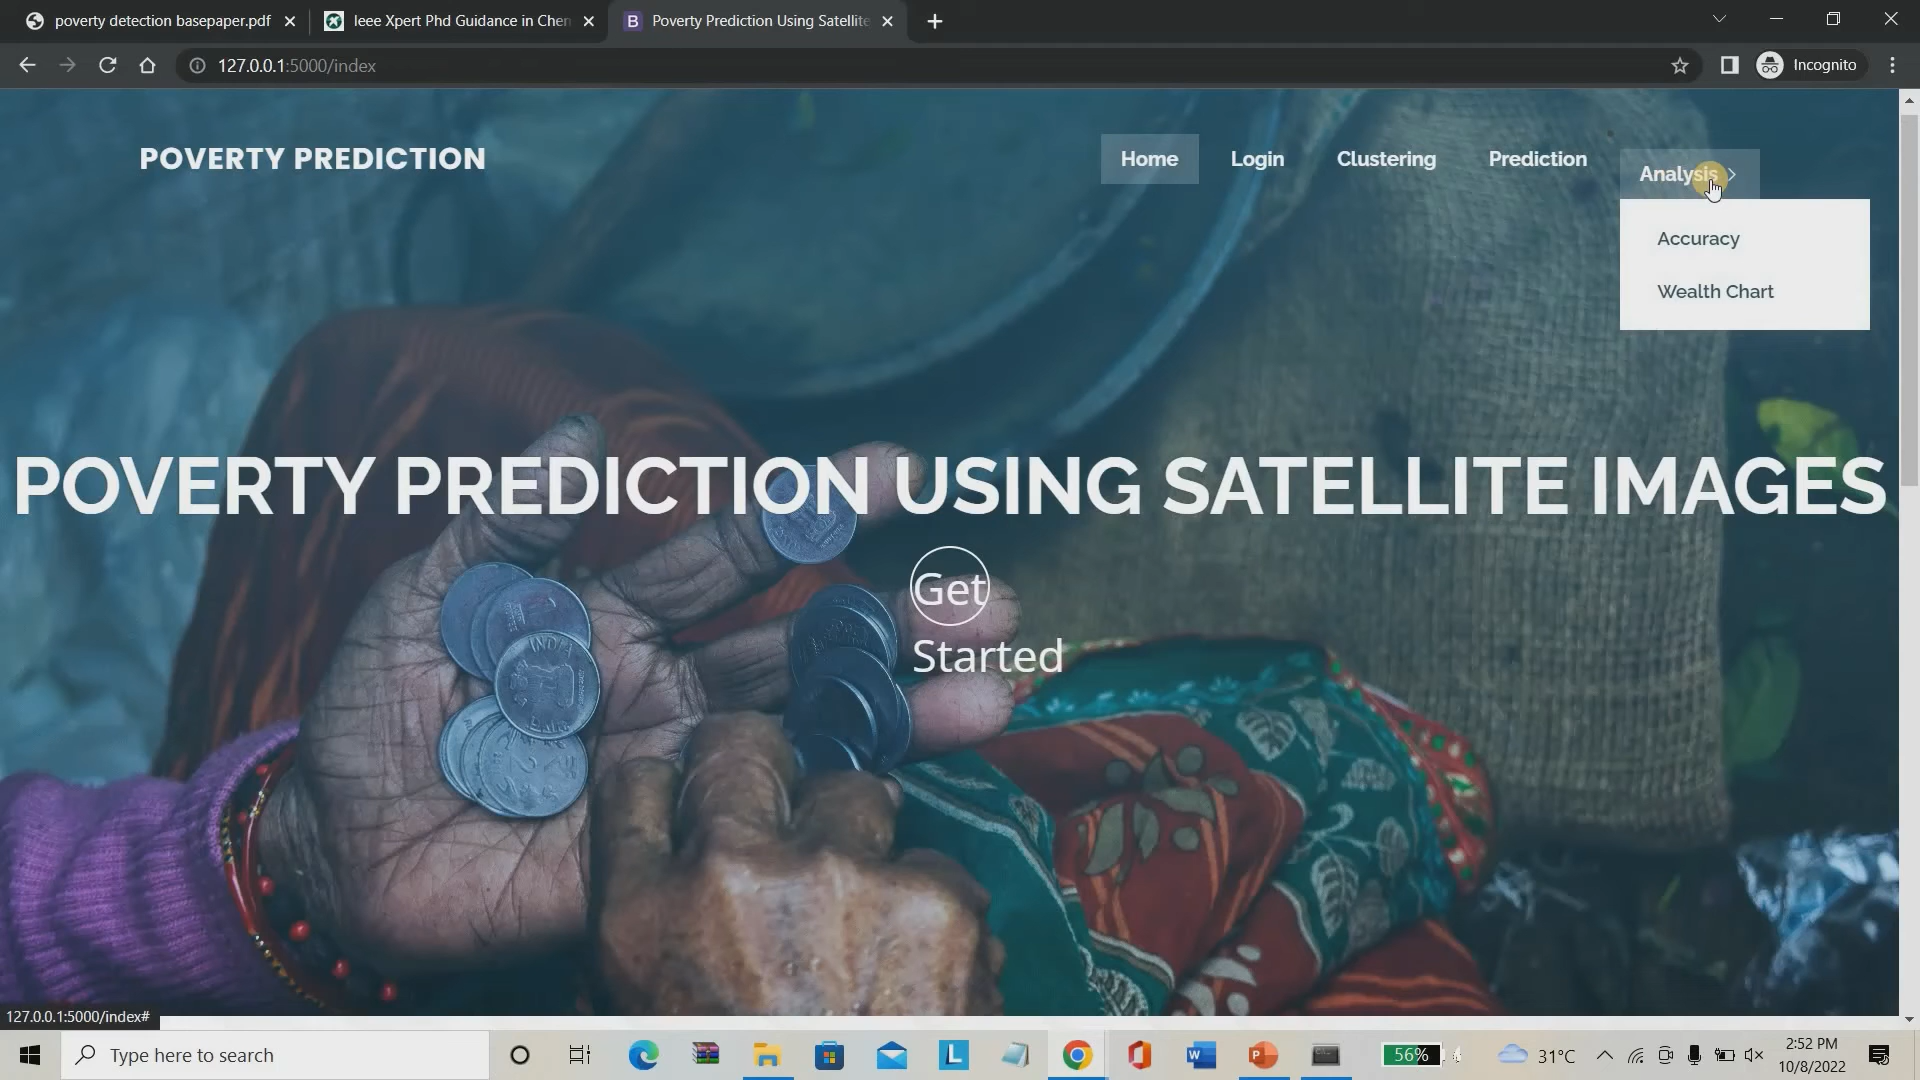 poverty detection basepaper.pdf
Ieee Xpert Phd Guidance in Chen
B Poverty Prediction Using Satellite
127.0.0.1:5000/index
Incognito
POVERTY PREDICTION
Home Login Clustering Prediction Analysis
Accuracy
Wealth Chart
POVERTY PREDICTION USING SATELLITE IMAGES
Get
Started
INDIA
127.0.0.1:5000/index#
Type here to search
56%
31°C
2:52 PM
10/8/2022